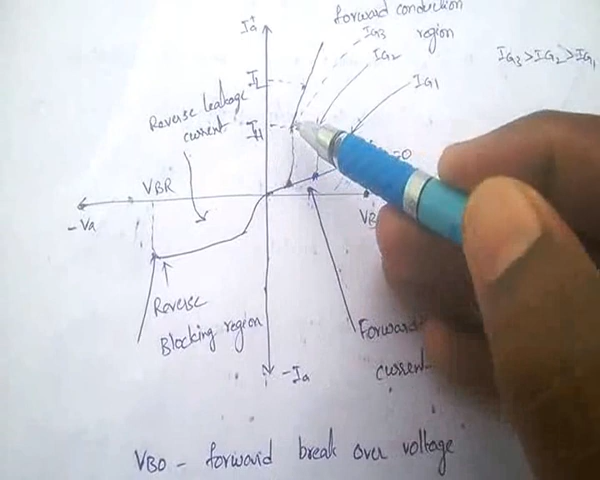 Ia
forward conduction
region
IG3
IG2
IG1
IG3 > IG2 > IG1
IL
IH
Reverse leakage
current
=0
VBR
-Va
Reverse
Blocking region
Forward
current
-Ia
VBO - forward break over voltage